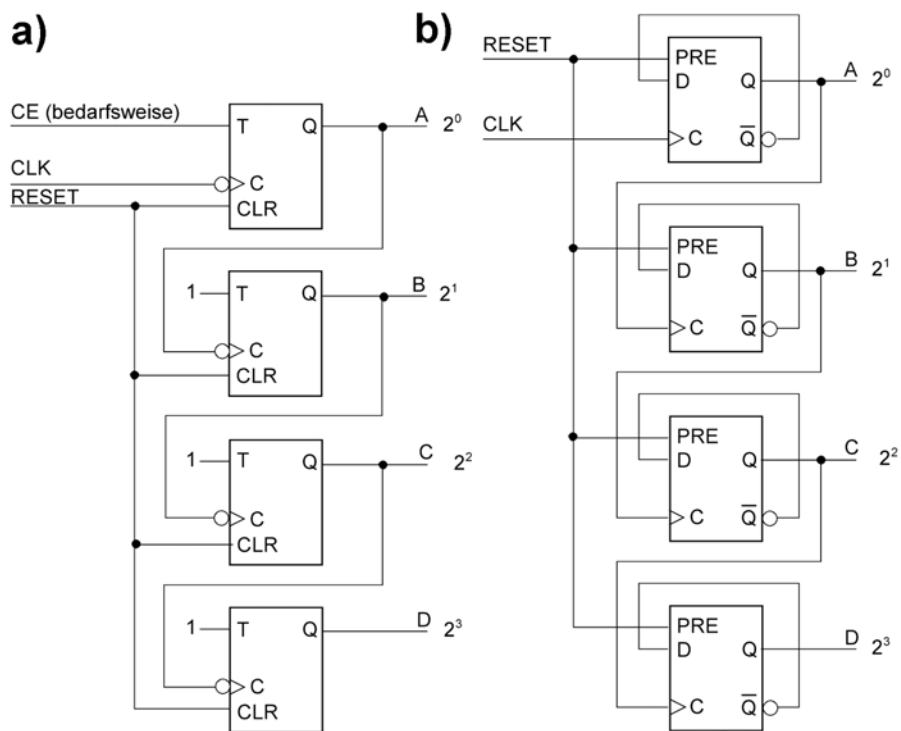 a)
CE (bedarfsweise)
T Q A 2⁰
CLK
C
RESET
CLR
1 T Q B 2¹
C
CLR
1 T Q C 2²
C
CLR
1 T Q D 2³
C
CLR
b)
RESET
PRE
D Q A 2⁰
CLK
C Q̅
PRE
D Q B 2¹
C Q̅
PRE
D Q C 2²
C Q̅
PRE
D Q D 2³
C Q̅